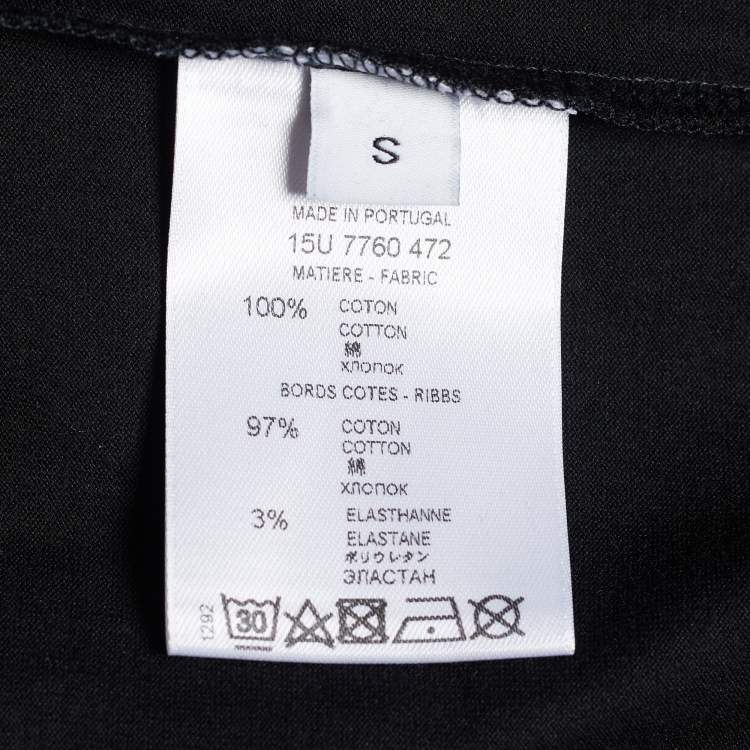 S
MADE IN PORTUGAL
15U 7760 472
MATIERE - FABRIC
100% COTON
COTTON
綿
ХЛОПОК
BORDS COTES - RIBBS
97% COTON
COTTON
綿
ХЛОПОК
3% ELASTHANNE
ELASTANE
ポリウレタン
ЭЛАСТАН
30
1292